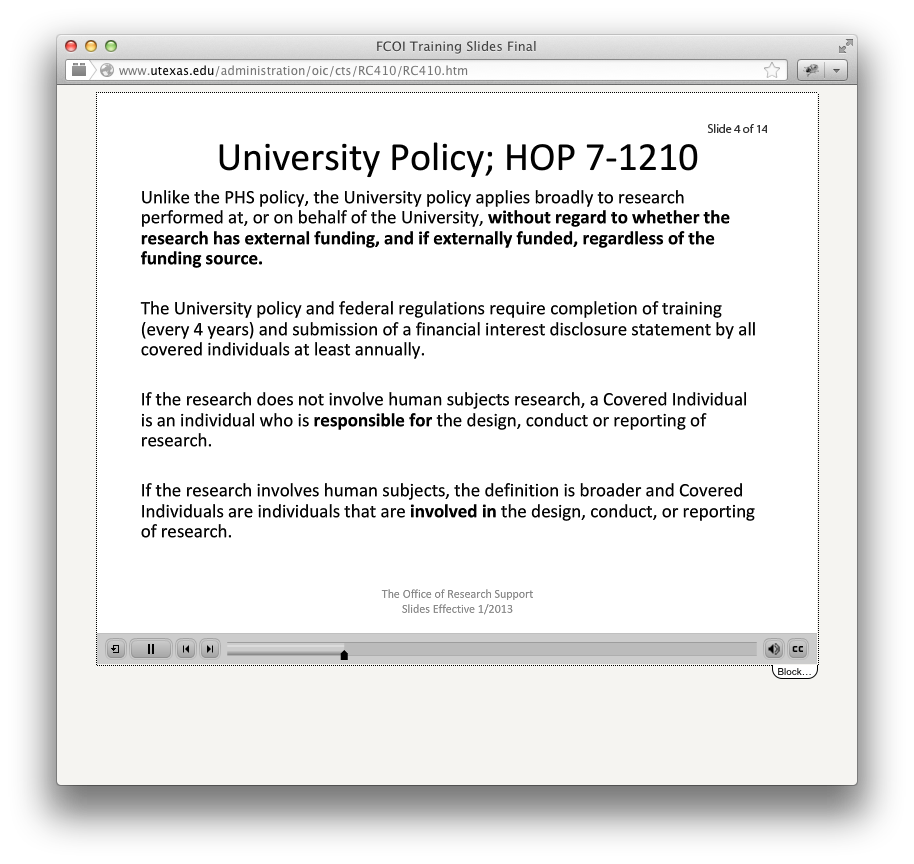 FCOI Training Slides Final
www.utexas.edu/administration/oic/cts/RC410/RC410.htm
Slide 4 of 14
University Policy; HOP 7-1210
Unlike the PHS policy, the University policy applies broadly to research
performed at, or on behalf of the University, without regard to whether the
research has external funding, and if externally funded, regardless of the
funding source.
The University policy and federal regulations require completion of training
(every 4 years) and submission of a financial interest disclosure statement by all
covered individuals at least annually.
If the research does not involve human subjects research, a Covered Individual
is an individual who is responsible for the design, conduct or reporting of
research.
If the research involves human subjects, the definition is broader and Covered
Individuals are individuals that are involved in the design, conduct, or reporting
of research.
The Office of Research Support
Slides Effective 1/2013
CC
Block...